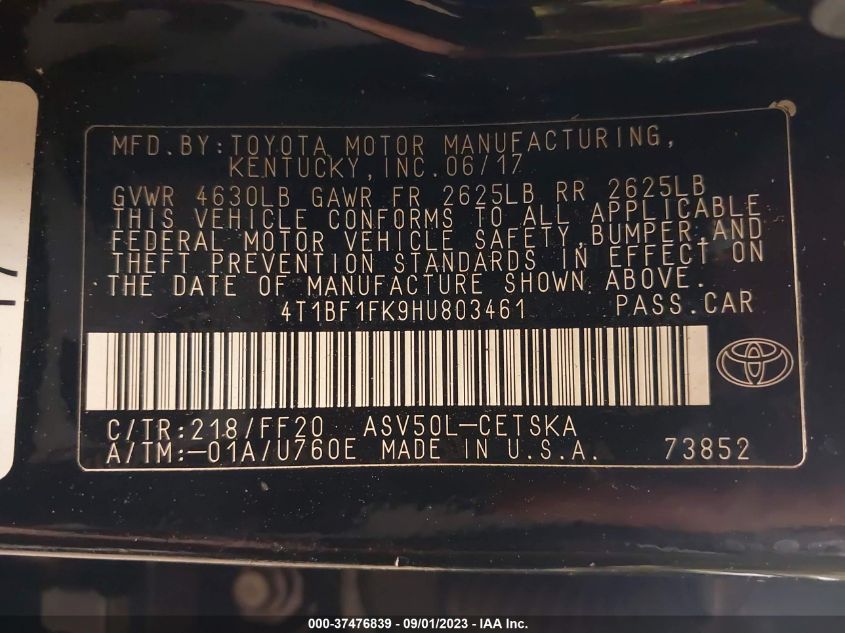 MFD.BY:TOYOTA MOTOR MANUFACTURING,
KENTUCKY,INC.06/17
GVWR 4630LB GAWR FR 2625LB RR 2625LB
THIS VEHICLE CONFORMS TO ALL APPLICABLE
FEDERAL MOTOR VEHICLE SAFETY,BUMPER,AND
THEFT PREVENTION STANDARDS IN EFFECT ON
THE DATE OF MANUFACTURE SHOWN ABOVE.
4T1BF1FK9HU803461 PASS.CAR
C/TR:218/FF20 ASV50L-CETSKA
A/TM:-01A/U760E MADE IN U.S.A. 73852
000-37476839 - 09/01/2023 - IAA Inc.